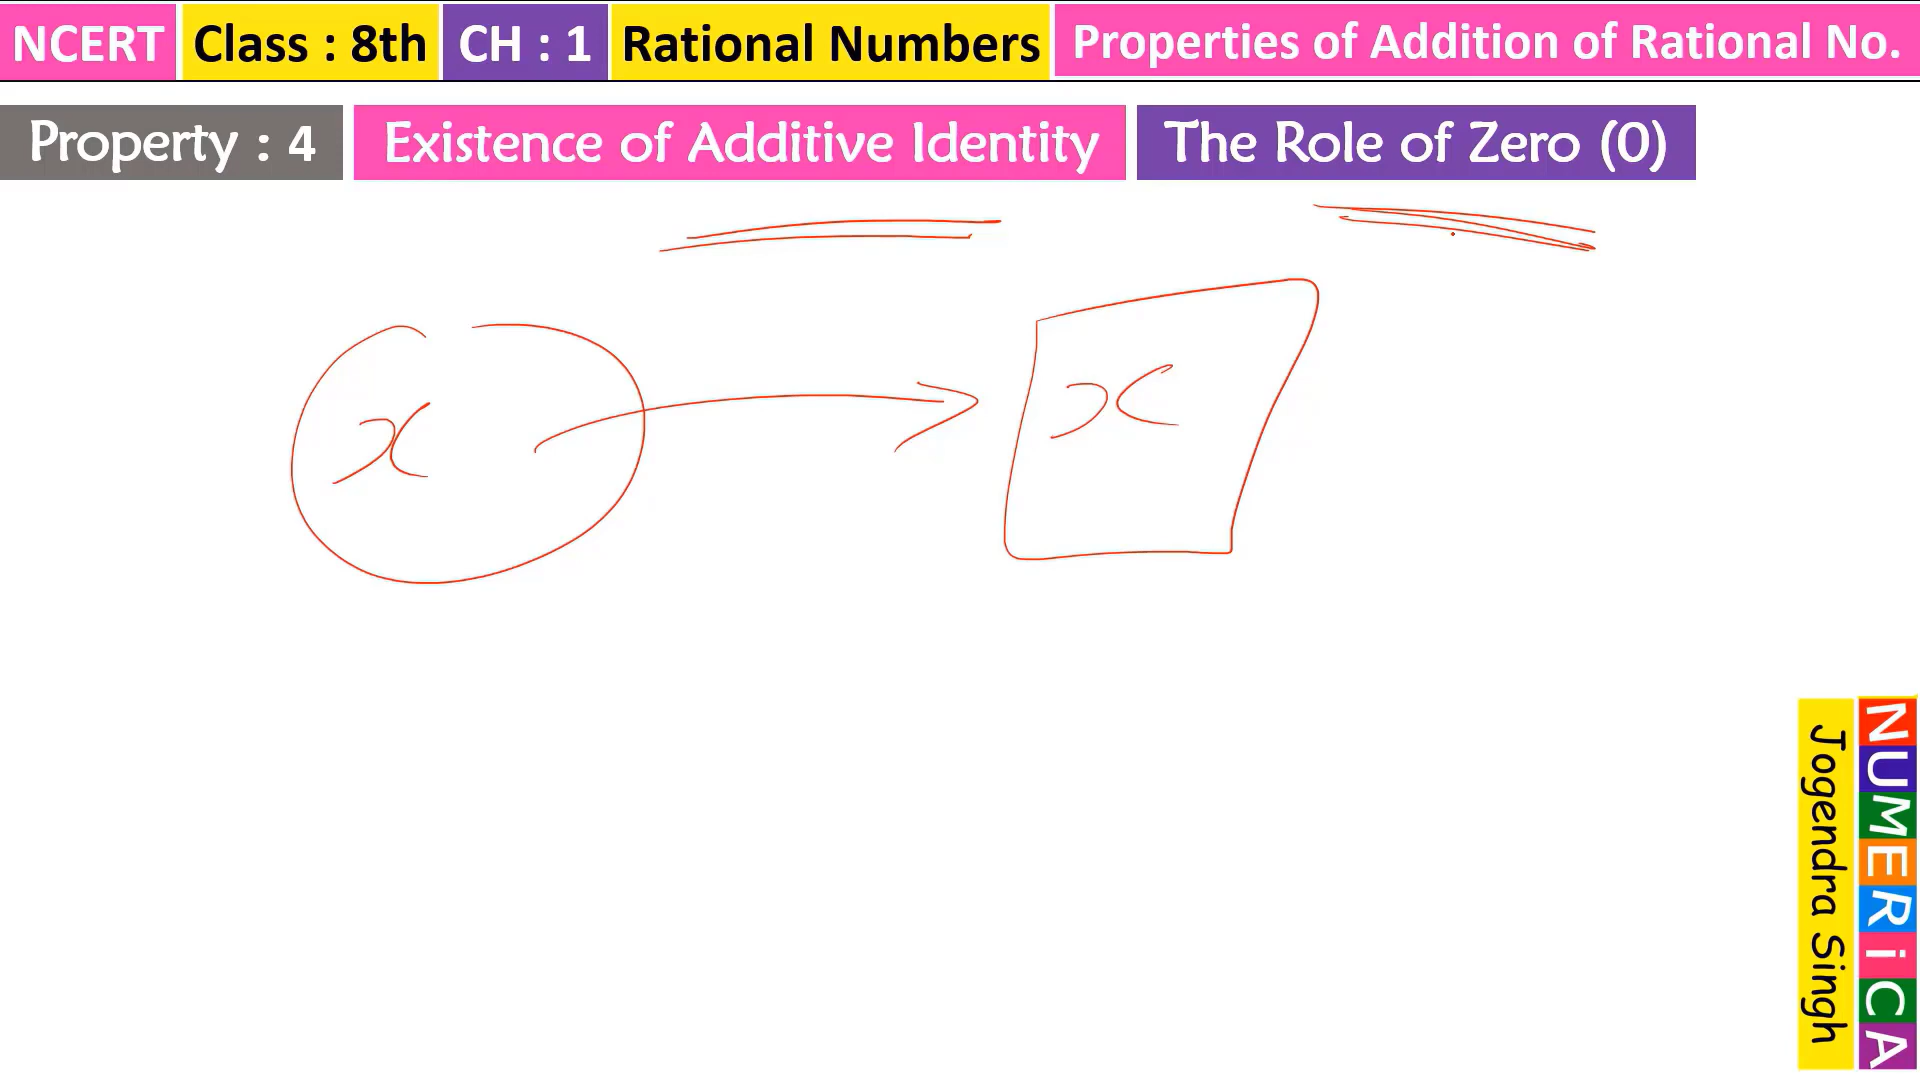 NCERT Class : 8th CH : 1 Rational Numbers Properties of Addition of Rational No.
Property : 4 Existence of Additive Identity The Role of Zero (0)
x x
NUMERiCA
Jogendra Singh